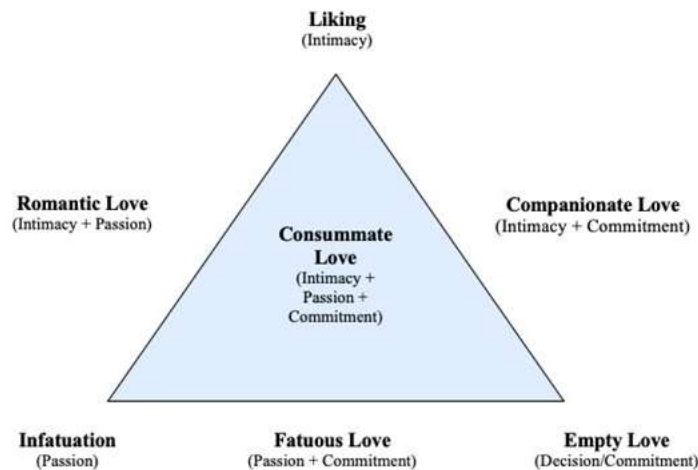 Liking
(Intimacy)
Romantic Love
(Intimacy + Passion)
Companionate Love
(Intimacy + Commitment)
Consummate
Love
(Intimacy +
Passion +
Commitment)
Infatuation
(Passion)
Fatuous Love
(Passion + Commitment)
Empty Love
(Decision/Commitment)